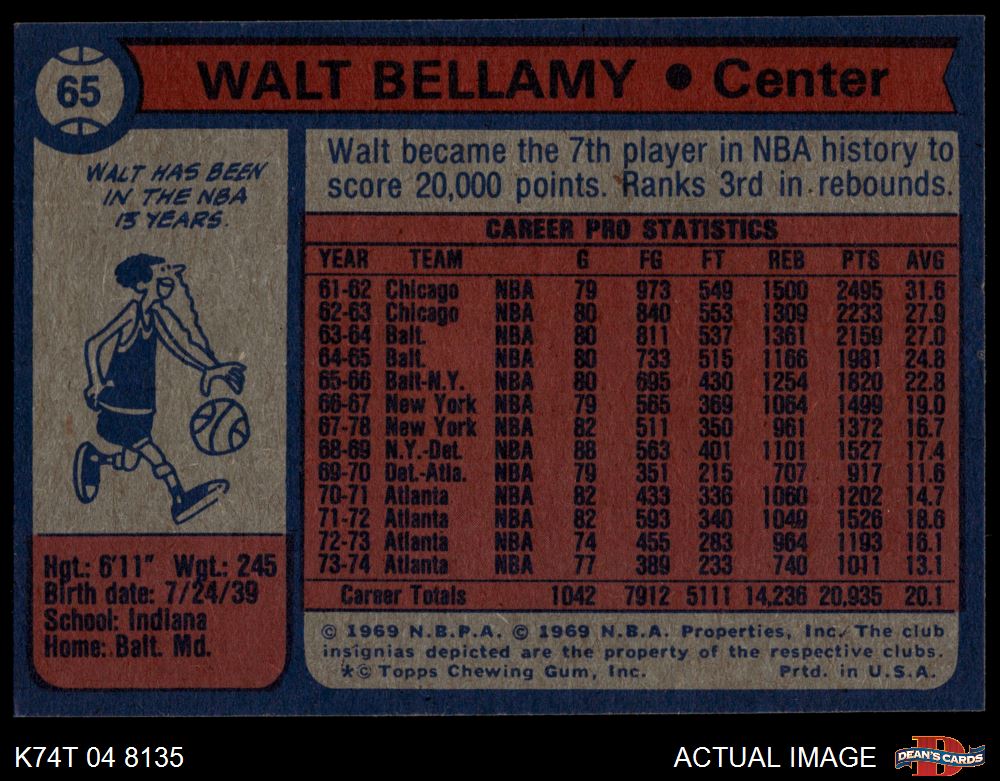 65
WALT BELLAMY ● Center
WALT HAS BEEN
IN THE NBA
13 YEARS.
Hgt.: 6'11" Wgt.: 245
Birth date: 7/24/39
School: Indiana
Home: Balt. Md.
Walt became the 7th player in NBA history to
score 20,000 points. Ranks 3rd in rebounds.
CAREER PRO STATISTICS
YEAR TEAM G FG FT REB PTS AVG
61-62 Chicago NBA 79 973 549 1500 2495 31.6
62-63 Chicago NBA 80 840 553 1309 2233 27.9
63-64 Balt. NBA 80 811 537 1361 2159 27.0
64-65 Balt. NBA 80 733 515 1166 1981 24.8
65-66 Balt-N.Y. NBA 80 695 430 1254 1820 22.8
66-67 New York NBA 79 565 369 1064 1499 19.0
67-78 New York NBA 82 511 350 961 1372 16.7
68-69 N.Y.-Det. NBA 88 563 401 1101 1527 17.4
69-70 Det.-Atla. NBA 79 351 215 707 917 11.6
70-71 Atlanta NBA 82 433 336 1060 1202 14.7
71-72 Atlanta NBA 82 593 340 1049 1526 18.6
72-73 Atlanta NBA 74 455 283 964 1193 16.1
73-74 Atlanta NBA 77 389 233 740 1011 13.1
Career Totals 1042 7912 5111 14,236 20,935 20.1
© 1969 N.B.P.A. © 1969 N.B.A. Properties, Inc. The club
insignias depicted are the property of the respective clubs.
*© Topps Chewing Gum, Inc. Prtd. in U.S.A.
K74T 04 8135
ACTUAL IMAGE
D
DEAN'S CARDS